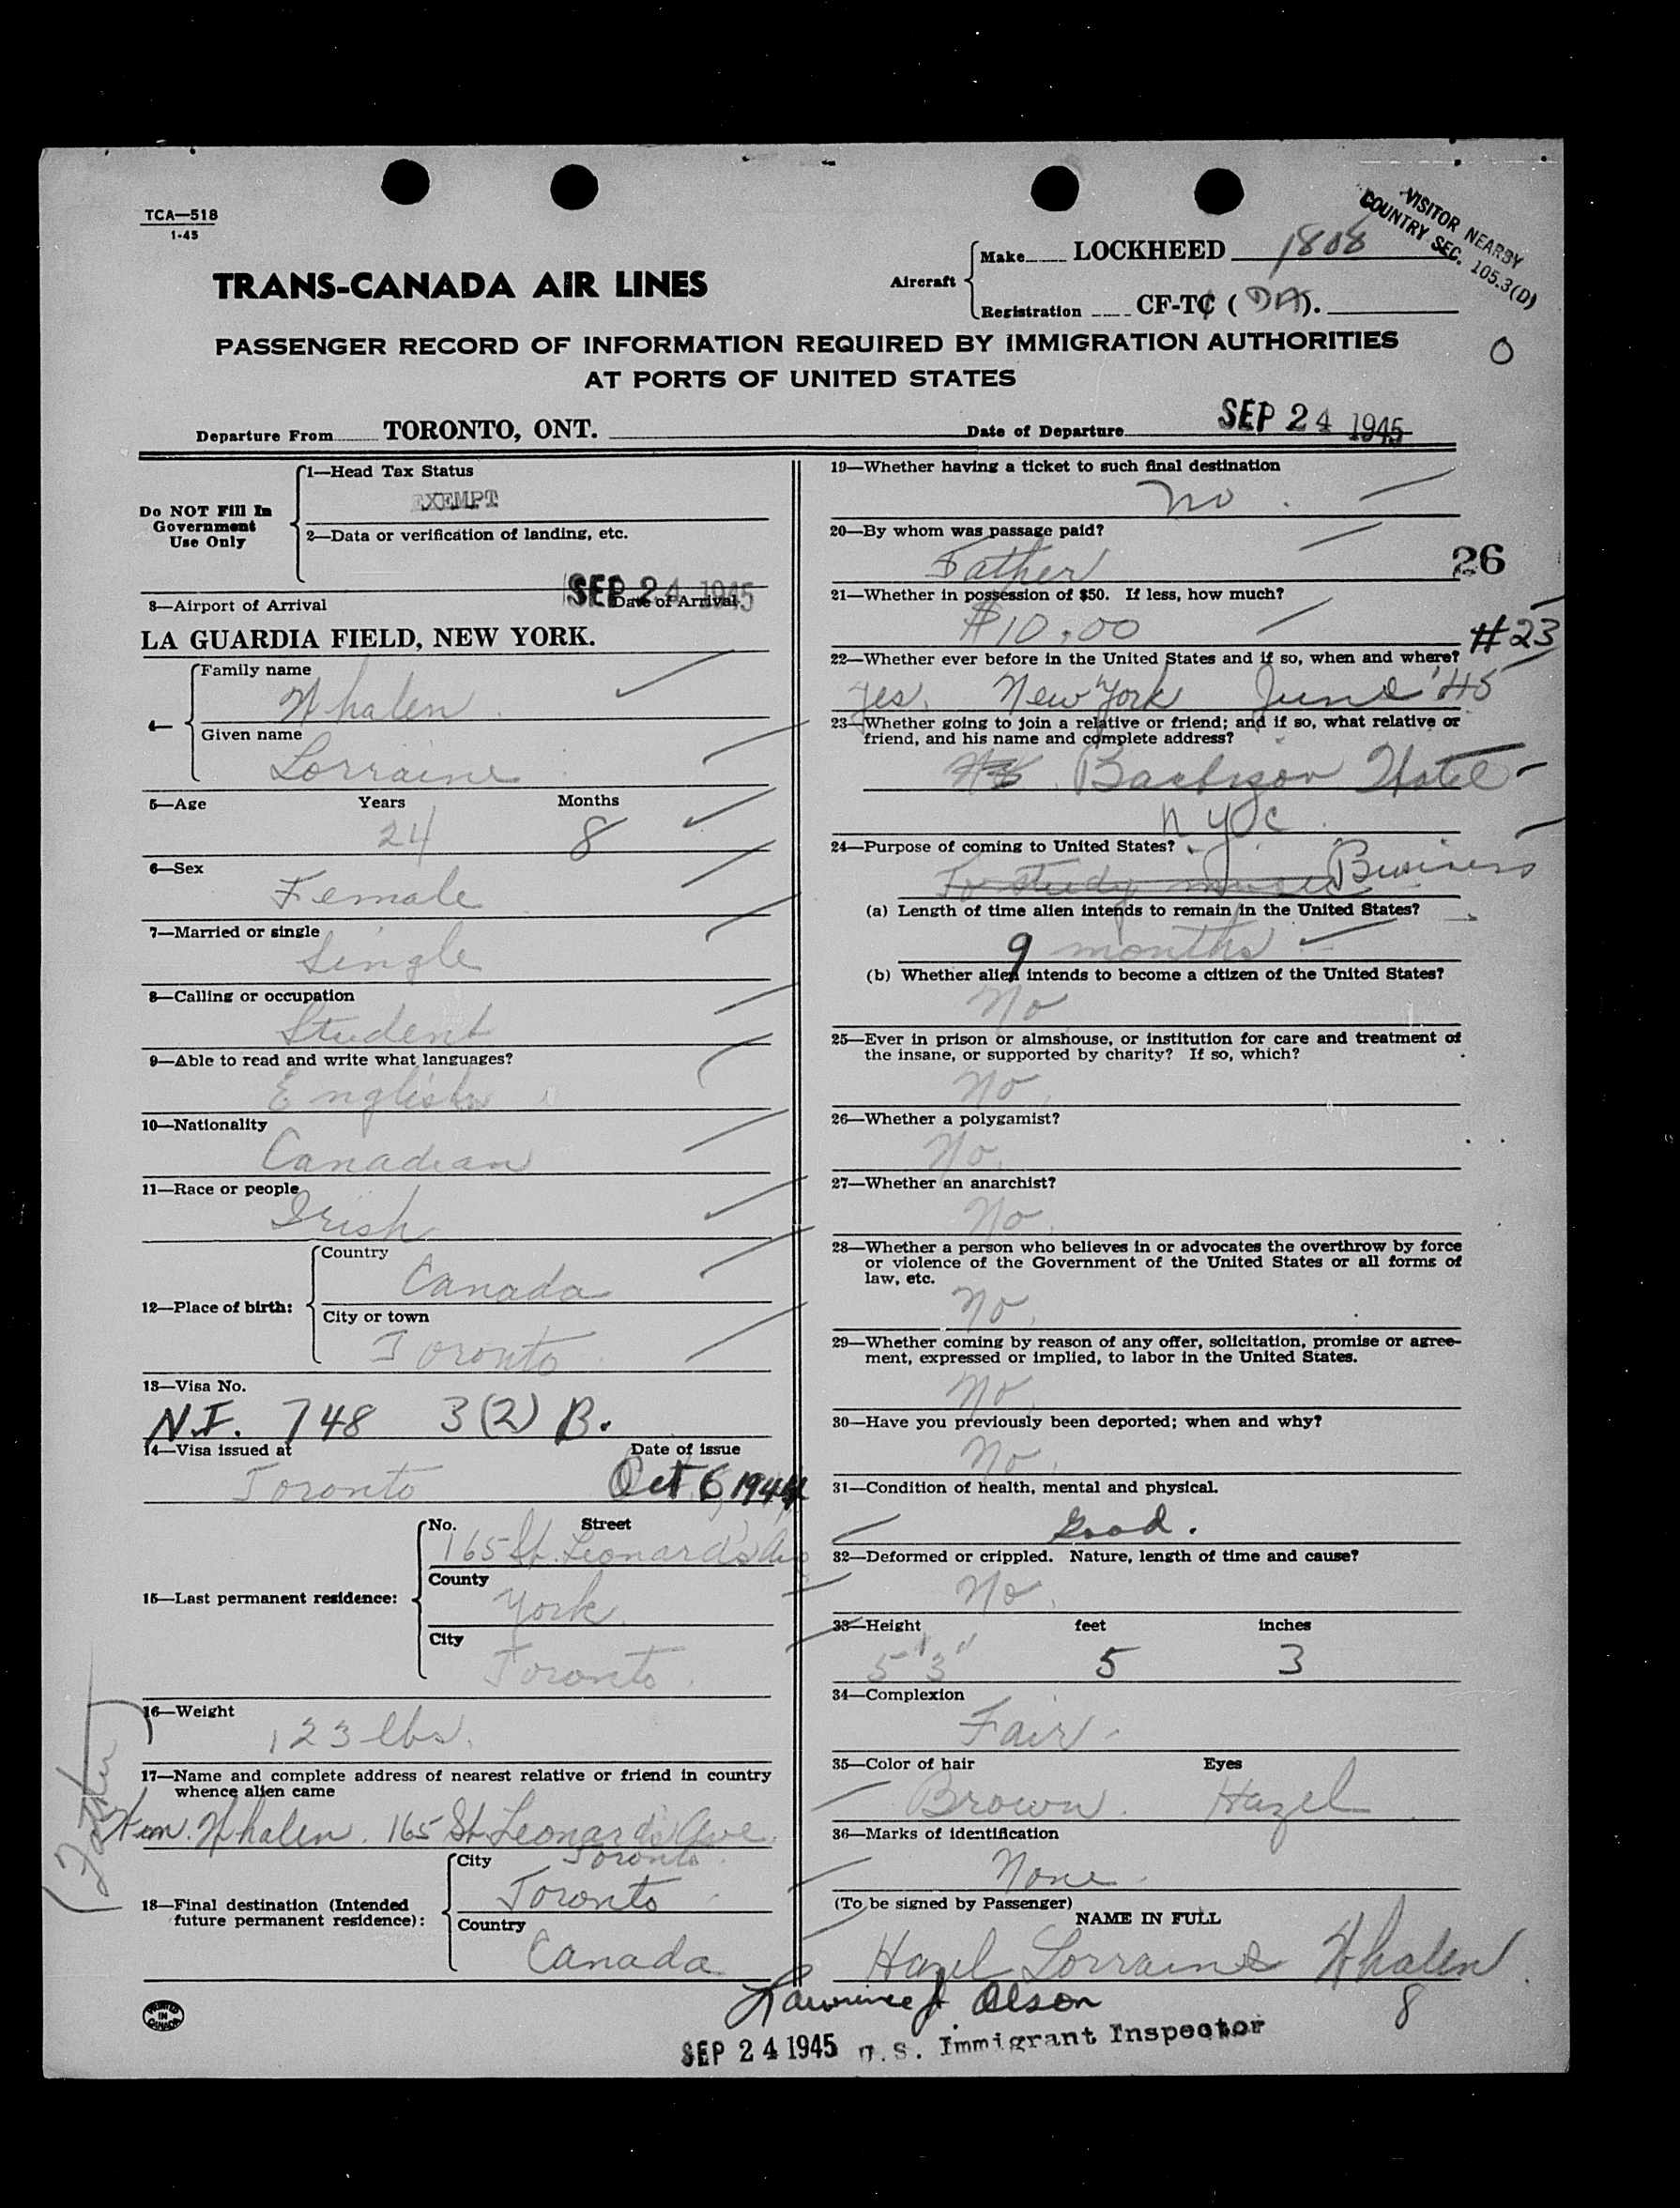 TCA—518
1-45
VISITOR NEARBY
COUNTRY SEC. 105.3(D)
Aircraft
Make LOCKHEED 1808
Registration CF-TC (DA).
TRANS-CANADA AIR LINES
PASSENGER RECORD OF INFORMATION REQUIRED BY IMMIGRATION AUTHORITIES
AT PORTS OF UNITED STATES
O
Departure From TORONTO, ONT. Date of Departure SEP 24 1945
Do NOT Fill In
Government
Use Only
1—Head Tax Status
EXEMPT
2—Data or verification of landing, etc.
SEP 24 1945
3—Airport of Arrival Date of Arrival
LA GUARDIA FIELD, NEW YORK.
4—
Family name
Whalen
Given name
Lorraine
5—Age Years Months
24 8
6—Sex
Female
7—Married or single
Single
8—Calling or occupation
Student
9—Able to read and write what languages?
English
10—Nationality
Canadian
11—Race or people
Irish
12—Place of birth:
Country
Canada
City or town
Toronto
13—Visa No.
N.I. 748 3(2) B.
14—Visa issued at Date of issue
Toronto Oct 6, 1944
15—Last permanent residence:
No. Street
165 St. Leonard's Ave
County
York
City
Toronto.
16—Weight
123 lbs.
17—Name and complete address of nearest relative or friend in country
whence alien came
(Father)
Wm. Whalen. 165 St Leonard's Ave.
Toronto.
18—Final destination (Intended
future permanent residence):
City
Toronto
Country
Canada
19—Whether having a ticket to such final destination
No.
20—By whom was passage paid?
Father
26
21—Whether in possession of $50. If less, how much?
$10.00
#23
22—Whether ever before in the United States and if so, when and where?
Yes, New York June '45
23—Whether going to join a relative or friend; and if so, what relative or
friend, and his name and complete address?
Barbizon Hotel
N Y C
24—Purpose of coming to United States?
To study music Business
(a) Length of time alien intends to remain in the United States?
9 months
(b) Whether alien intends to become a citizen of the United States?
No
25—Ever in prison or almshouse, or institution for care and treatment of
the insane, or supported by charity? If so, which?
No.
26—Whether a polygamist?
No.
27—Whether an anarchist?
No.
28—Whether a person who believes in or advocates the overthrow by force
or violence of the Government of the United States or all forms of
law, etc.
No.
29—Whether coming by reason of any offer, solicitation, promise or agree-
ment, expressed or implied, to labor in the United States.
No.
30—Have you previously been deported; when and why?
No.
31—Condition of health, mental and physical.
Good.
32—Deformed or crippled. Nature, length of time and cause?
No.
33—Height feet inches
5' 3" 5 3
34—Complexion
Fair.
35—Color of hair Eyes
Brown. Hazel
36—Marks of identification
None.
(To be signed by Passenger)
NAME IN FULL
Hazel Lorraine Whalen.
8
Lawrence J. Olson
SEP 24 1945 U.S. Immigrant Inspector
PRINTED
IN
CANADA